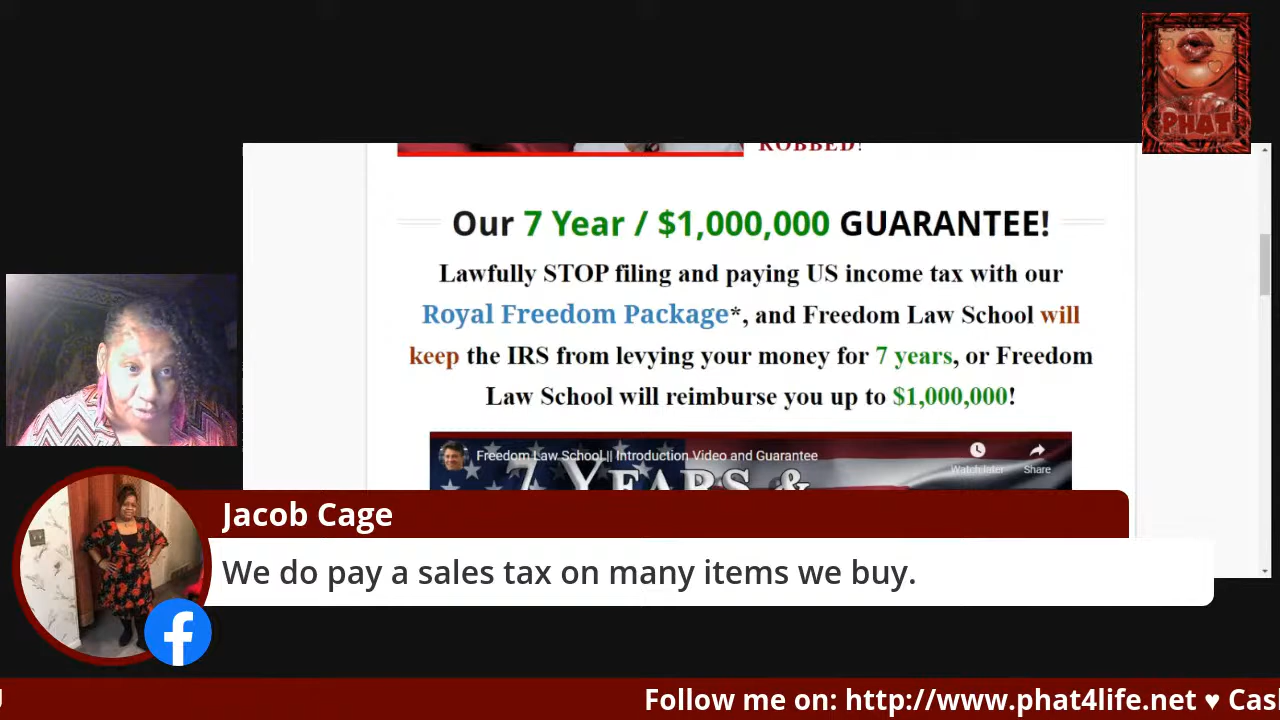 PHAT
ROBBED!
Our 7 Year / $1,000,000 GUARANTEE!
Lawfully STOP filing and paying US income tax with our
Royal Freedom Package*, and Freedom Law School will
keep the IRS from levying your money for 7 years, or Freedom
Law School will reimburse you up to $1,000,000!
Freedom Law School || Introduction Video and Guarantee
Watch later
Share
7 YEARS &
Jacob Cage
We do pay a sales tax on many items we buy.
Follow me on: http://www.phat4life.net ♥ Cas